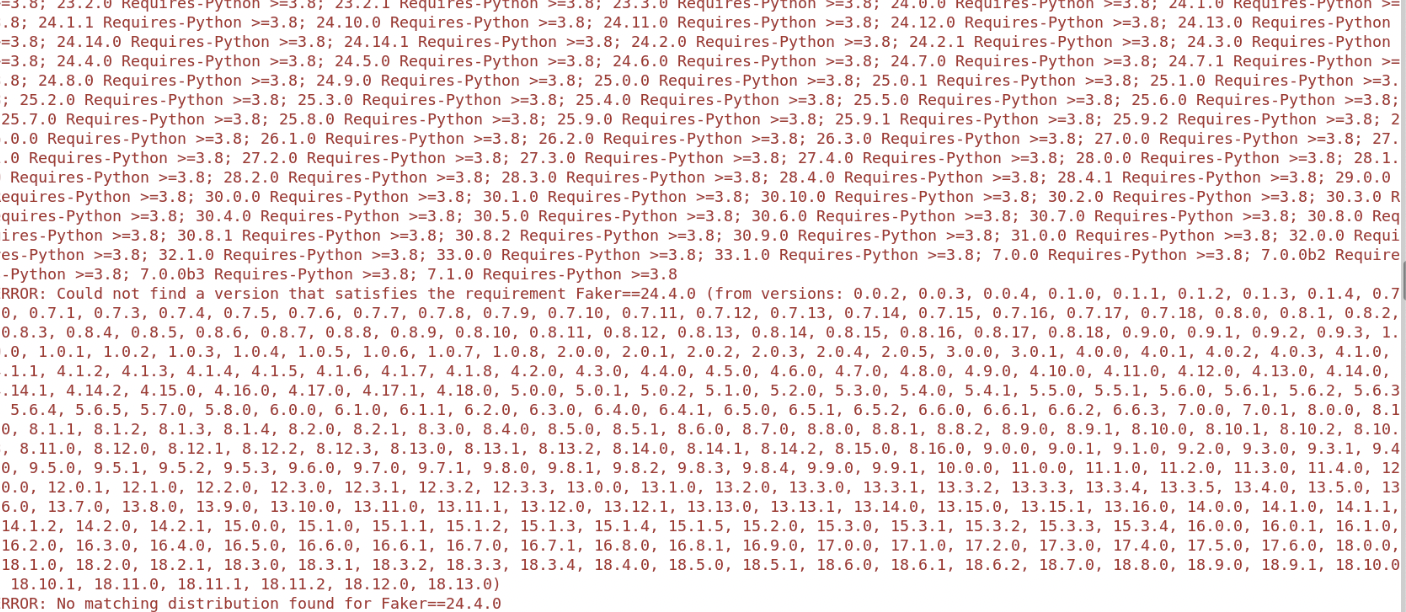 =3.8; 23.2.0 Requires-Python >=3.8; 23.2.1 Requires-Python >=3.8; 23.3.0 Requires-Python >=3.8; 24.0.0 Requires-Python >=3.8; 24.1.0 Requires-Python >=
.8; 24.1.1 Requires-Python >=3.8; 24.10.0 Requires-Python >=3.8; 24.11.0 Requires-Python >=3.8; 24.12.0 Requires-Python >=3.8; 24.13.0 Requires-Python
=3.8; 24.14.0 Requires-Python >=3.8; 24.14.1 Requires-Python >=3.8; 24.2.0 Requires-Python >=3.8; 24.2.1 Requires-Python >=3.8; 24.3.0 Requires-Python
=3.8; 24.4.0 Requires-Python >=3.8; 24.5.0 Requires-Python >=3.8; 24.6.0 Requires-Python >=3.8; 24.7.0 Requires-Python >=3.8; 24.7.1 Requires-Python >=
.8; 24.8.0 Requires-Python >=3.8; 24.9.0 Requires-Python >=3.8; 25.0.0 Requires-Python >=3.8; 25.0.1 Requires-Python >=3.8; 25.1.0 Requires-Python >=3.
; 25.2.0 Requires-Python >=3.8; 25.3.0 Requires-Python >=3.8; 25.4.0 Requires-Python >=3.8; 25.5.0 Requires-Python >=3.8; 25.6.0 Requires-Python >=3.8;
25.7.0 Requires-Python >=3.8; 25.8.0 Requires-Python >=3.8; 25.9.0 Requires-Python >=3.8; 25.9.1 Requires-Python >=3.8; 25.9.2 Requires-Python >=3.8; 2
.0.0 Requires-Python >=3.8; 26.1.0 Requires-Python >=3.8; 26.2.0 Requires-Python >=3.8; 26.3.0 Requires-Python >=3.8; 27.0.0 Requires-Python >=3.8; 27.
.0 Requires-Python >=3.8; 27.2.0 Requires-Python >=3.8; 27.3.0 Requires-Python >=3.8; 27.4.0 Requires-Python >=3.8; 28.0.0 Requires-Python >=3.8; 28.1.
 Requires-Python >=3.8; 28.2.0 Requires-Python >=3.8; 28.3.0 Requires-Python >=3.8; 28.4.0 Requires-Python >=3.8; 28.4.1 Requires-Python >=3.8; 29.0.0
equires-Python >=3.8; 30.0.0 Requires-Python >=3.8; 30.1.0 Requires-Python >=3.8; 30.10.0 Requires-Python >=3.8; 30.2.0 Requires-Python >=3.8; 30.3.0 R
quires-Python >=3.8; 30.4.0 Requires-Python >=3.8; 30.5.0 Requires-Python >=3.8; 30.6.0 Requires-Python >=3.8; 30.7.0 Requires-Python >=3.8; 30.8.0 Req
ires-Python >=3.8; 30.8.1 Requires-Python >=3.8; 30.8.2 Requires-Python >=3.8; 30.9.0 Requires-Python >=3.8; 31.0.0 Requires-Python >=3.8; 32.0.0 Requi
es-Python >=3.8; 32.1.0 Requires-Python >=3.8; 33.0.0 Requires-Python >=3.8; 33.1.0 Requires-Python >=3.8; 7.0.0 Requires-Python >=3.8; 7.0.0b2 Require
-Python >=3.8; 7.0.0b3 Requires-Python >=3.8; 7.1.0 Requires-Python >=3.8
RROR: Could not find a version that satisfies the requirement Faker==24.4.0 (from versions: 0.0.2, 0.0.3, 0.0.4, 0.1.0, 0.1.1, 0.1.2, 0.1.3, 0.1.4, 0.7
0, 0.7.1, 0.7.3, 0.7.4, 0.7.5, 0.7.6, 0.7.7, 0.7.8, 0.7.9, 0.7.10, 0.7.11, 0.7.12, 0.7.13, 0.7.14, 0.7.15, 0.7.16, 0.7.17, 0.7.18, 0.8.0, 0.8.1, 0.8.2,
0.8.3, 0.8.4, 0.8.5, 0.8.6, 0.8.7, 0.8.8, 0.8.9, 0.8.10, 0.8.11, 0.8.12, 0.8.13, 0.8.14, 0.8.15, 0.8.16, 0.8.17, 0.8.18, 0.9.0, 0.9.1, 0.9.2, 0.9.3, 1.
.0, 1.0.1, 1.0.2, 1.0.3, 1.0.4, 1.0.5, 1.0.6, 1.0.7, 1.0.8, 2.0.0, 2.0.1, 2.0.2, 2.0.3, 2.0.4, 2.0.5, 3.0.0, 3.0.1, 4.0.0, 4.0.1, 4.0.2, 4.0.3, 4.1.0,
.1.1, 4.1.2, 4.1.3, 4.1.4, 4.1.5, 4.1.6, 4.1.7, 4.1.8, 4.2.0, 4.3.0, 4.4.0, 4.5.0, 4.6.0, 4.7.0, 4.8.0, 4.9.0, 4.10.0, 4.11.0, 4.12.0, 4.13.0, 4.14.0,
.14.1, 4.14.2, 4.15.0, 4.16.0, 4.17.0, 4.17.1, 4.18.0, 5.0.0, 5.0.1, 5.0.2, 5.1.0, 5.2.0, 5.3.0, 5.4.0, 5.4.1, 5.5.0, 5.5.1, 5.6.0, 5.6.1, 5.6.2, 5.6.3
 5.6.4, 5.6.5, 5.7.0, 5.8.0, 6.0.0, 6.1.0, 6.1.1, 6.2.0, 6.3.0, 6.4.0, 6.4.1, 6.5.0, 6.5.1, 6.5.2, 6.6.0, 6.6.1, 6.6.2, 6.6.3, 7.0.0, 7.0.1, 8.0.0, 8.1
0, 8.1.1, 8.1.2, 8.1.3, 8.1.4, 8.2.0, 8.2.1, 8.3.0, 8.4.0, 8.5.0, 8.5.1, 8.6.0, 8.7.0, 8.8.0, 8.8.1, 8.8.2, 8.9.0, 8.9.1, 8.10.0, 8.10.1, 8.10.2, 8.10.
, 8.11.0, 8.12.0, 8.12.1, 8.12.2, 8.12.3, 8.13.0, 8.13.1, 8.13.2, 8.14.0, 8.14.1, 8.14.2, 8.15.0, 8.16.0, 9.0.0, 9.0.1, 9.1.0, 9.2.0, 9.3.0, 9.3.1, 9.4
0, 9.5.0, 9.5.1, 9.5.2, 9.5.3, 9.6.0, 9.7.0, 9.7.1, 9.8.0, 9.8.1, 9.8.2, 9.8.3, 9.8.4, 9.9.0, 9.9.1, 10.0.0, 11.0.0, 11.1.0, 11.2.0, 11.3.0, 11.4.0, 12
0.0, 12.0.1, 12.1.0, 12.2.0, 12.3.0, 12.3.1, 12.3.2, 12.3.3, 13.0.0, 13.1.0, 13.2.0, 13.3.0, 13.3.1, 13.3.2, 13.3.3, 13.3.4, 13.3.5, 13.4.0, 13.5.0, 13
6.0, 13.7.0, 13.8.0, 13.9.0, 13.10.0, 13.11.0, 13.11.1, 13.12.0, 13.12.1, 13.13.0, 13.13.1, 13.14.0, 13.15.0, 13.15.1, 13.16.0, 14.0.0, 14.1.0, 14.1.1,
14.1.2, 14.2.0, 14.2.1, 15.0.0, 15.1.0, 15.1.1, 15.1.2, 15.1.3, 15.1.4, 15.1.5, 15.2.0, 15.3.0, 15.3.1, 15.3.2, 15.3.3, 15.3.4, 16.0.0, 16.0.1, 16.1.0,
16.2.0, 16.3.0, 16.4.0, 16.5.0, 16.6.0, 16.6.1, 16.7.0, 16.7.1, 16.8.0, 16.8.1, 16.9.0, 17.0.0, 17.1.0, 17.2.0, 17.3.0, 17.4.0, 17.5.0, 17.6.0, 18.0.0,
18.1.0, 18.2.0, 18.2.1, 18.3.0, 18.3.1, 18.3.2, 18.3.3, 18.3.4, 18.4.0, 18.5.0, 18.5.1, 18.6.0, 18.6.1, 18.6.2, 18.7.0, 18.8.0, 18.9.0, 18.9.1, 18.10.0
 18.10.1, 18.11.0, 18.11.1, 18.11.2, 18.12.0, 18.13.0)
RROR: No matching distribution found for Faker==24.4.0